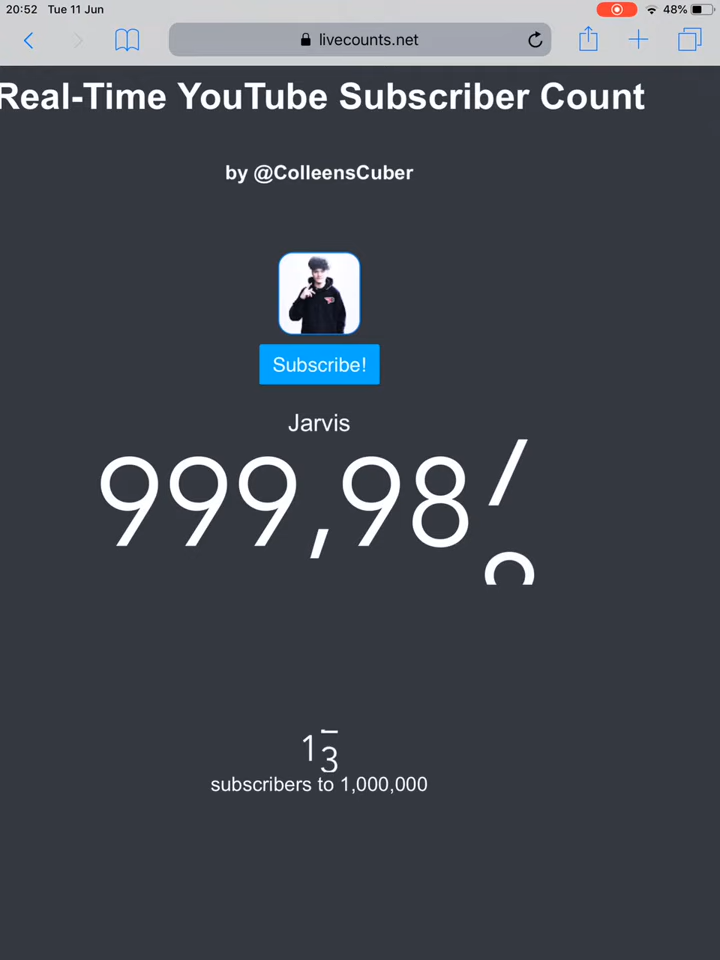 20:52 Tue 11 Jun 48%
livecounts.net
Real-Time YouTube Subscriber Count
by @ColleensCuber
Subscribe!
Jarvis
999,98
1
subscribers to 1,000,000